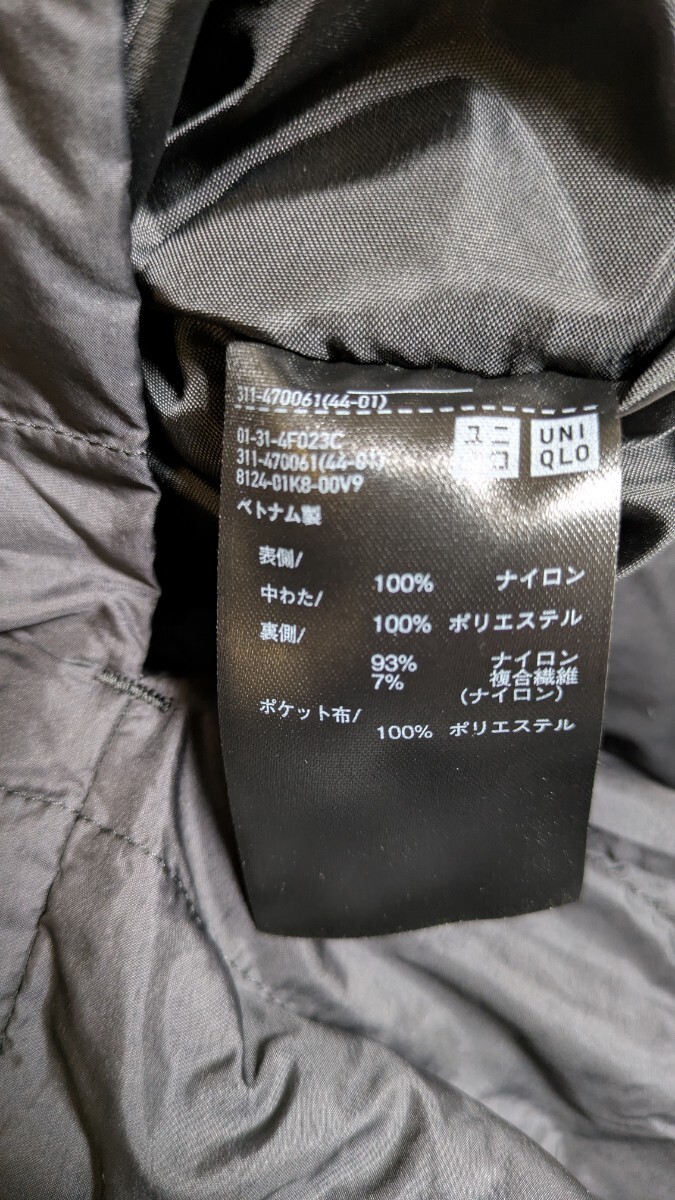 311-470061(44-01)
01-31-4F023C
311-470061(44-01)
8124-01K8-00V9
ユニ
クロ
UNI
QLO
ベトナム製
表側/
100% ナイロン
中わた/
100% ポリエステル
裏側/
93% ナイロン
7% 複合繊維
(ナイロン)
ポケット布/
100% ポリエステル